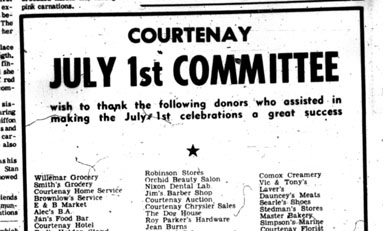 pink carnations.
COURTENAY
JULY 1st COMMITTEE
wish to thank the following donors who assisted in
making the July 1st celebrations a great success
Willemar Grocery
Smith's Grocery
Courtenay Home Service
Brownlow's Service
E & B Market
Alec's B.A.
Jan's Food Bar
Courtenay Hotel
Robinson Stores
Orchid Beauty Salon
Nixon Dental Lab
Jim's Barber Shop
Courtenay Auction
Courtenay Chrysler Sales
The Dog House
Roy Parker's Hardware
Jean Burns
Comox Creamery
Vic & Tony's
Laver's
Dauncey's Meats
Searle's Shoes
Stedman's Stores
Master Bakery
Simpson's Marine
Courtenay Florist